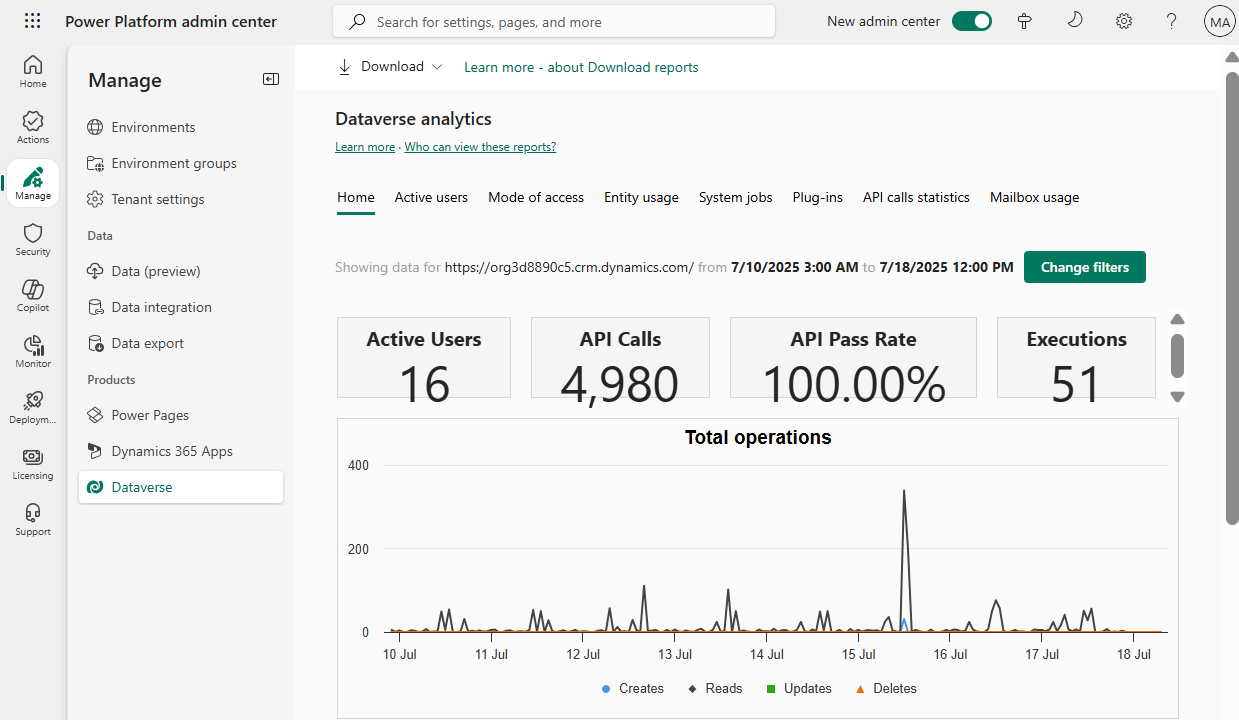 Power Platform admin center
Search for settings, pages, and more
New admin center
MA
Home
Actions
Manage
Security
Copilot
Monitor
Deploym...
Licensing
Support
Manage
Environments
Environment groups
Tenant settings
Data
Data (preview)
Data integration
Data export
Products
Power Pages
Dynamics 365 Apps
Dataverse
Download
Learn more - about Download reports
Dataverse analytics
Learn more · Who can view these reports?
Home Active users Mode of access Entity usage System jobs Plug-ins API calls statistics Mailbox usage
Showing data for https://org3d8890c5.crm.dynamics.com/ from 7/10/2025 3:00 AM to 7/18/2025 12:00 PM
Change filters
Active Users
16
API Calls
4,980
API Pass Rate
100.00%
Executions
51
Total operations
400
200
0
10 Jul 11 Jul 12 Jul 13 Jul 14 Jul 15 Jul 16 Jul 17 Jul 18 Jul
Creates Reads Updates Deletes